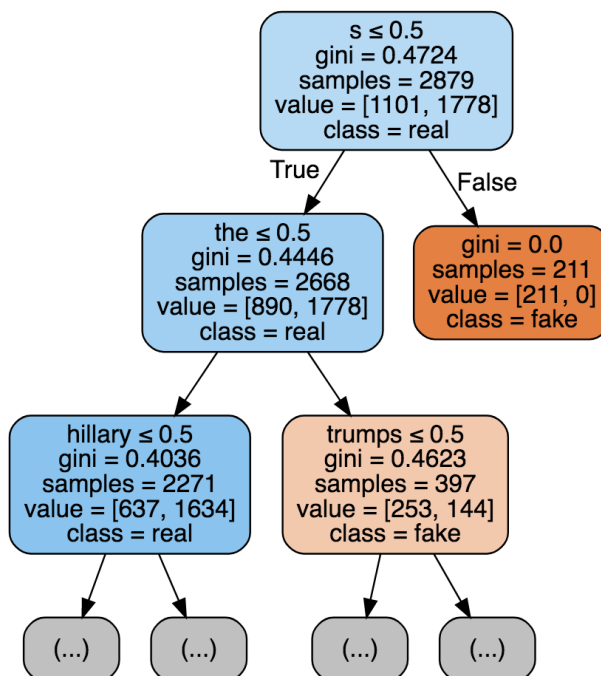 s ≤ 0.5
gini = 0.4724
samples = 2879
value = [1101, 1778]
class = real
True
False
the ≤ 0.5
gini = 0.4446
samples = 2668
value = [890, 1778]
class = real
gini = 0.0
samples = 211
value = [211, 0]
class = fake
hillary ≤ 0.5
gini = 0.4036
samples = 2271
value = [637, 1634]
class = real
trumps ≤ 0.5
gini = 0.4623
samples = 397
value = [253, 144]
class = fake
(...)
(...)
(...)
(...)